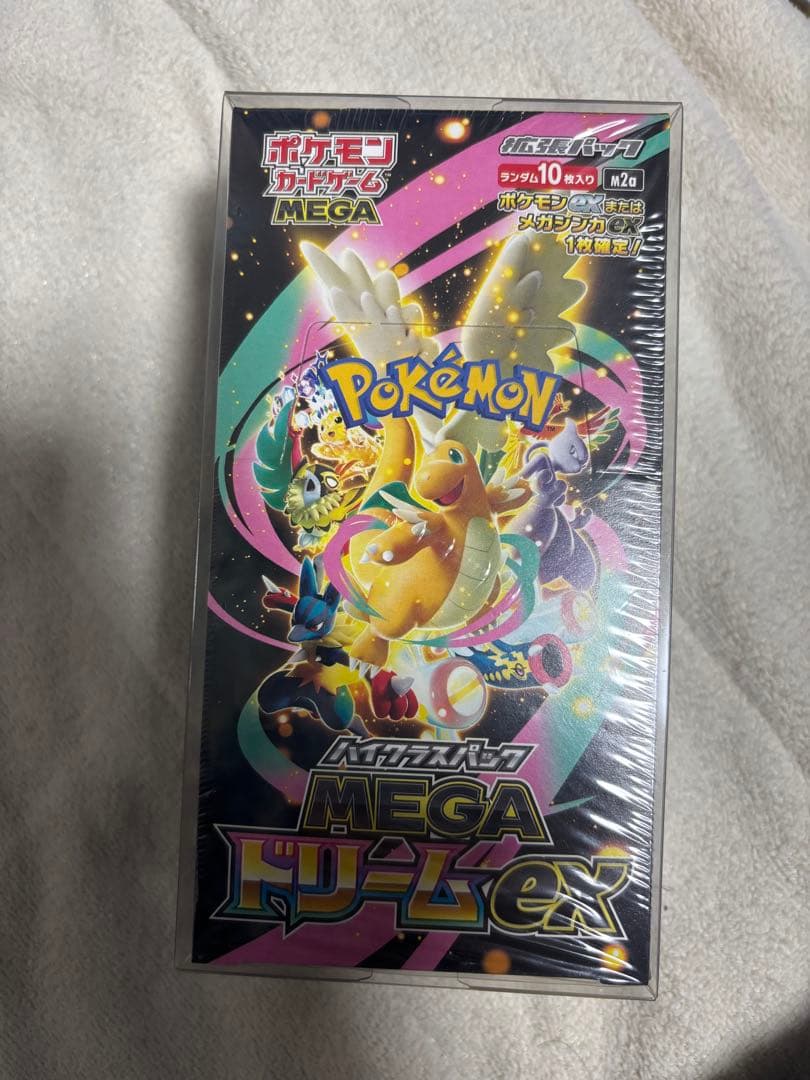 ポケモン
カードゲーム
MEGA
拡張パック
ランダム10枚入り
M2a
ポケモンexまたは
メガシンカex
1枚確定!
POKéMON
TM
ハイクラスパック
MEGA
ドリームex